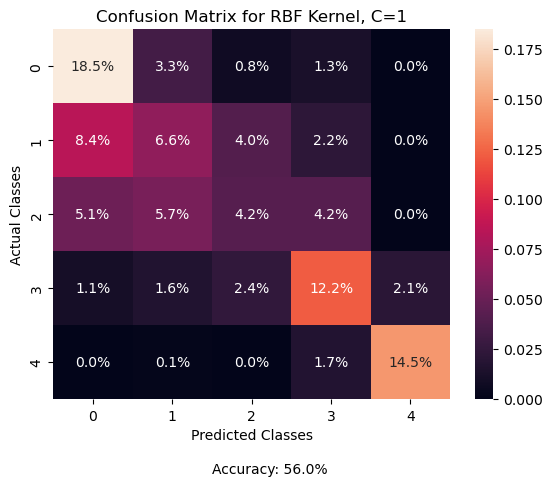 Confusion Matrix for RBF Kernel, C=1
Actual Classes
0 18.5% 3.3% 0.8% 1.3% 0.0%
1 8.4% 6.6% 4.0% 2.2% 0.0%
2 5.1% 5.7% 4.2% 4.2% 0.0%
3 1.1% 1.6% 2.4% 12.2% 2.1%
4 0.0% 0.1% 0.0% 1.7% 14.5%
0 1 2 3 4
Predicted Classes
0.175
0.150
0.125
0.100
0.075
0.050
0.025
0.000
Accuracy: 56.0%